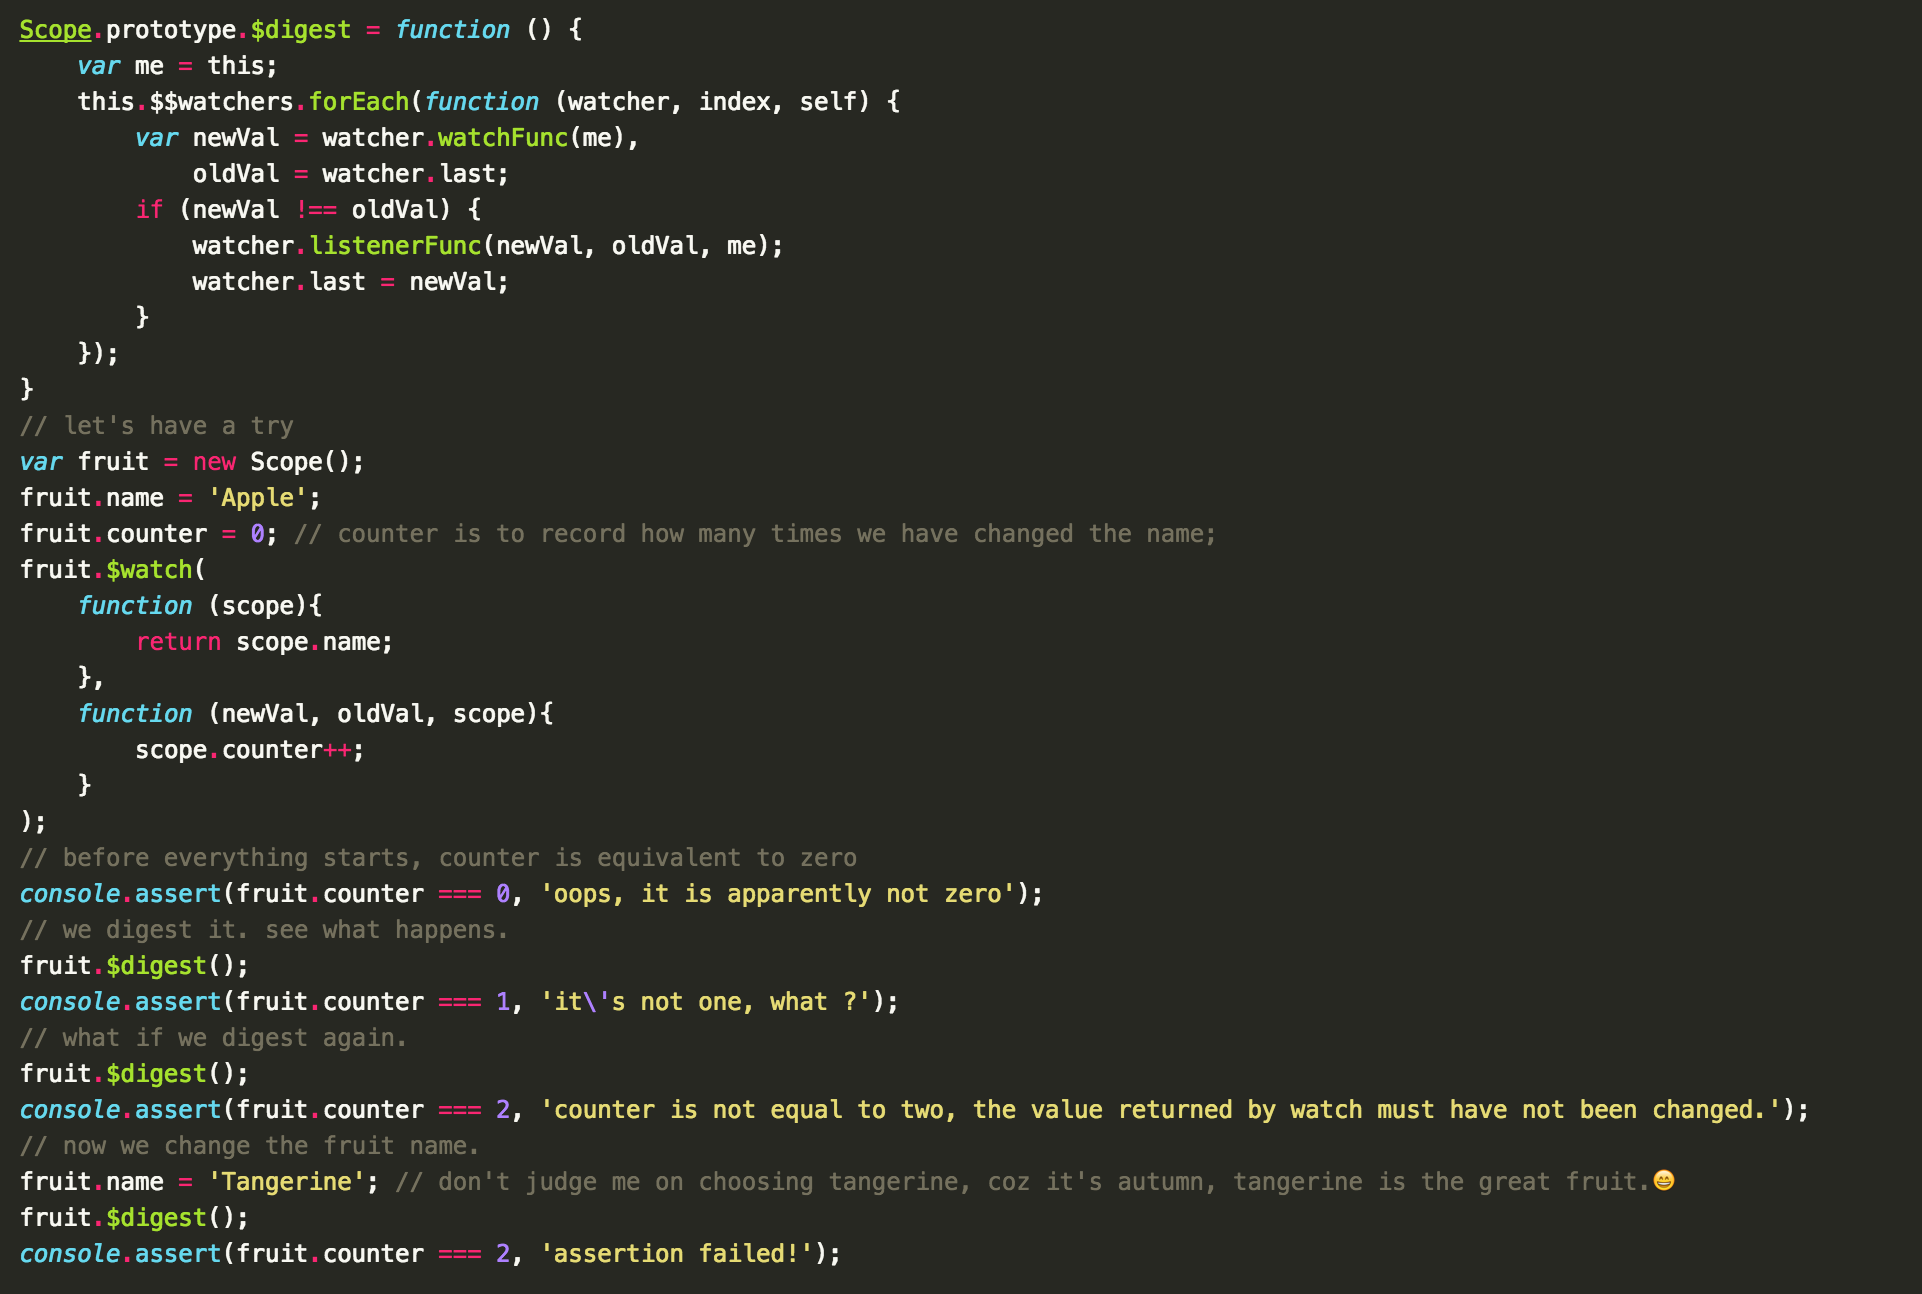 Scope.prototype.$digest = function () {
    var me = this;
    this.$$watchers.forEach(function (watcher, index, self) {
        var newVal = watcher.watchFunc(me),
            oldVal = watcher.last;
        if (newVal !== oldVal) {
            watcher.listenerFunc(newVal, oldVal, me);
            watcher.last = newVal;
        }
    });
}
// let's have a try
var fruit = new Scope();
fruit.name = 'Apple';
fruit.counter = 0; // counter is to record how many times we have changed the name;
fruit.$watch(
    function (scope){
        return scope.name;
    },
    function (newVal, oldVal, scope){
        scope.counter++;
    }
);
// before everything starts, counter is equivalent to zero
console.assert(fruit.counter === 0, 'oops, it is apparently not zero');
// we digest it. see what happens.
fruit.$digest();
console.assert(fruit.counter === 1, 'it\'s not one, what ?');
// what if we digest again.
fruit.$digest();
console.assert(fruit.counter === 2, 'counter is not equal to two, the value returned by watch must have not been changed.');
// now we change the fruit name.
fruit.name = 'Tangerine'; // don't judge me on choosing tangerine, coz it's autumn, tangerine is the great fruit.😁
fruit.$digest();
console.assert(fruit.counter === 2, 'assertion failed!');